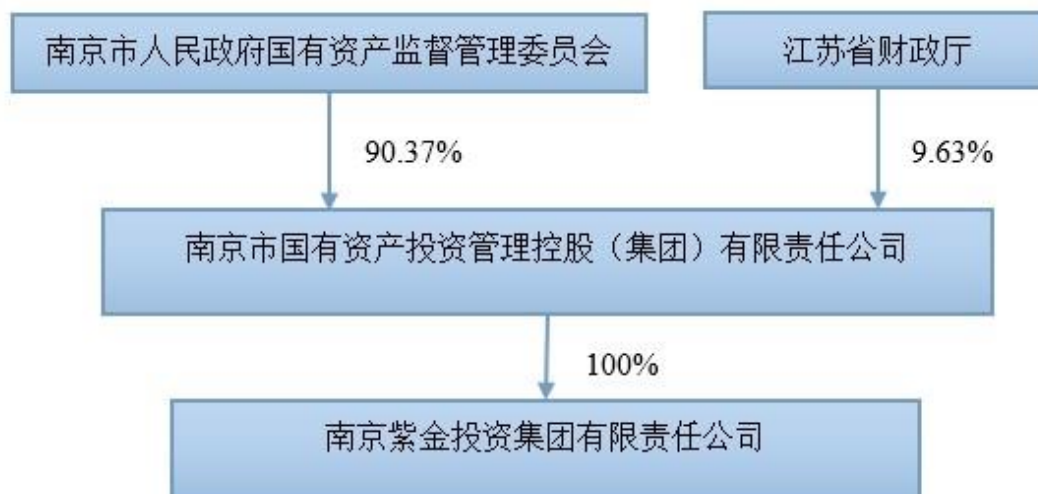 南京市人民政府国有资产监督管理委员会
江苏省财政厅
90.37%
9.63%
南京市国有资产投资管理控股（集团）有限责任公司
100%
南京紫金投资集团有限责任公司